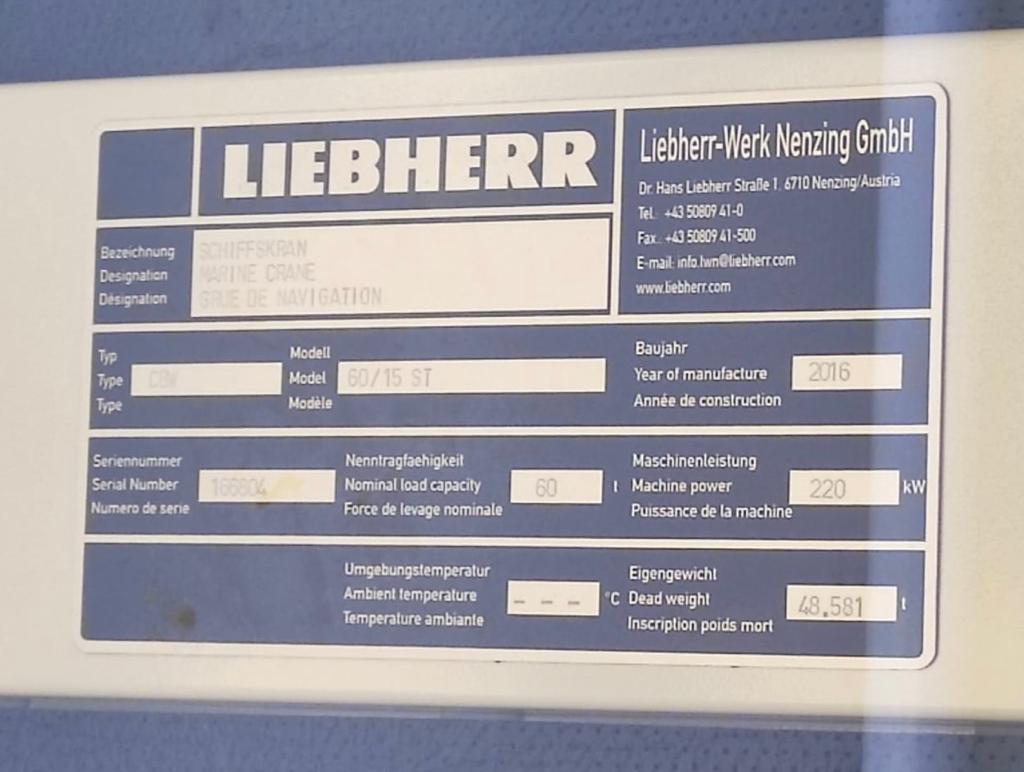 LIEBHERR
Liebherr-Werk Nenzing GmbH
Dr. Hans Liebherr Straße 1, 6710 Nenzing/Austria
Tel. +43 50809 41-0
Fax. +43 50809 41-500
E-mail: info.lwn@liebherr.com
www.liebherr.com
Bezeichnung SCHIFFSKRAN
Designation MARINE CRANE
Désignation GRUE DE NAVIGATION
Typ
Type CBW
Type
Modell
Model 60/15 ST
Modèle
Baujahr
Year of manufacture 2016
Année de construction
Seriennummer
Serial Number 166804
Numero de serie
Nenntragfaehigkeit
Nominal load capacity 60 t
Force de levage nominale
Maschinenleistung
Machine power 220 kW
Puissance de la machine
Umgebungstemperatur
Ambient temperature - - - °C
Temperature ambiante
Eigengewicht
Dead weight 48.581 t
Inscription poids mort